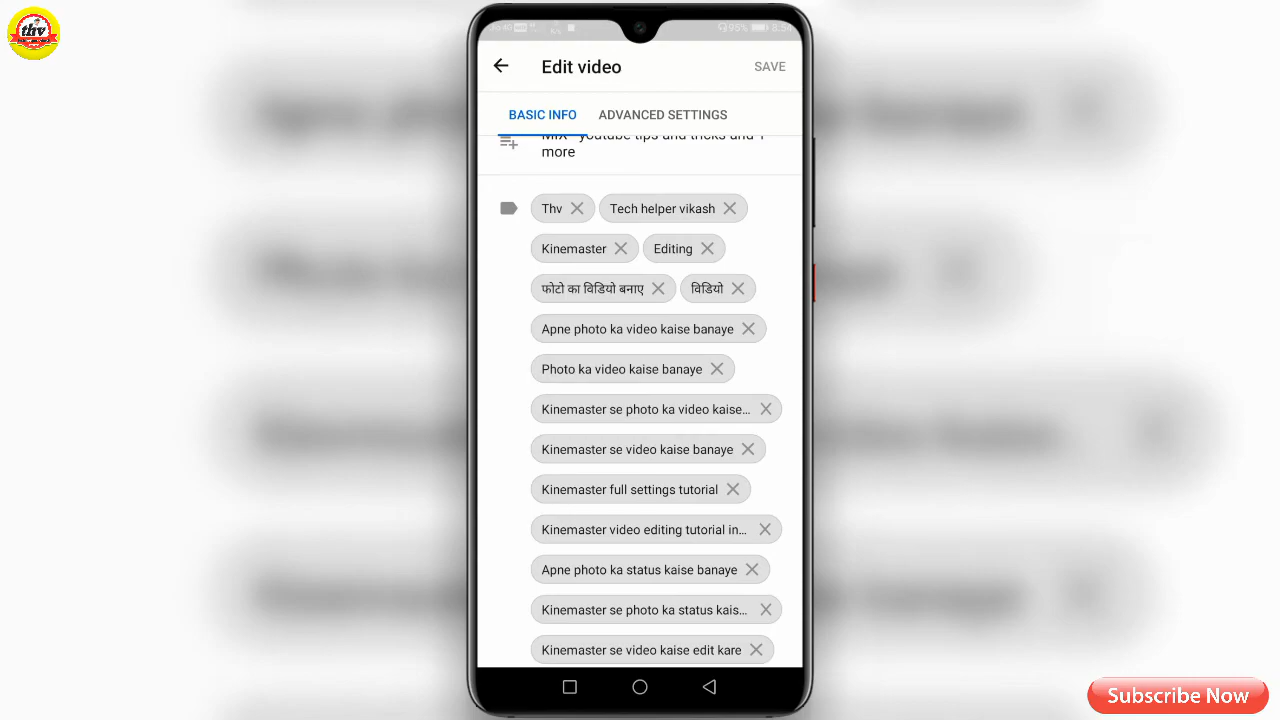 thv
95% 8:54
Edit video
SAVE
BASIC INFO
ADVANCED SETTINGS
MIX - youtube tips and tricks and 1
more
Thv
Tech helper vikash
Kinemaster
Editing
फोटो का विडियो बनाए
विडियो
Apne photo ka video kaise banaye
Photo ka video kaise banaye
Kinemaster se photo ka video kaise...
Kinemaster se video kaise banaye
Kinemaster full settings tutorial
Kinemaster video editing tutorial in...
Apne photo ka status kaise banaye
Kinemaster se photo ka status kais...
Kinemaster se video kaise edit kare
Subscribe Now